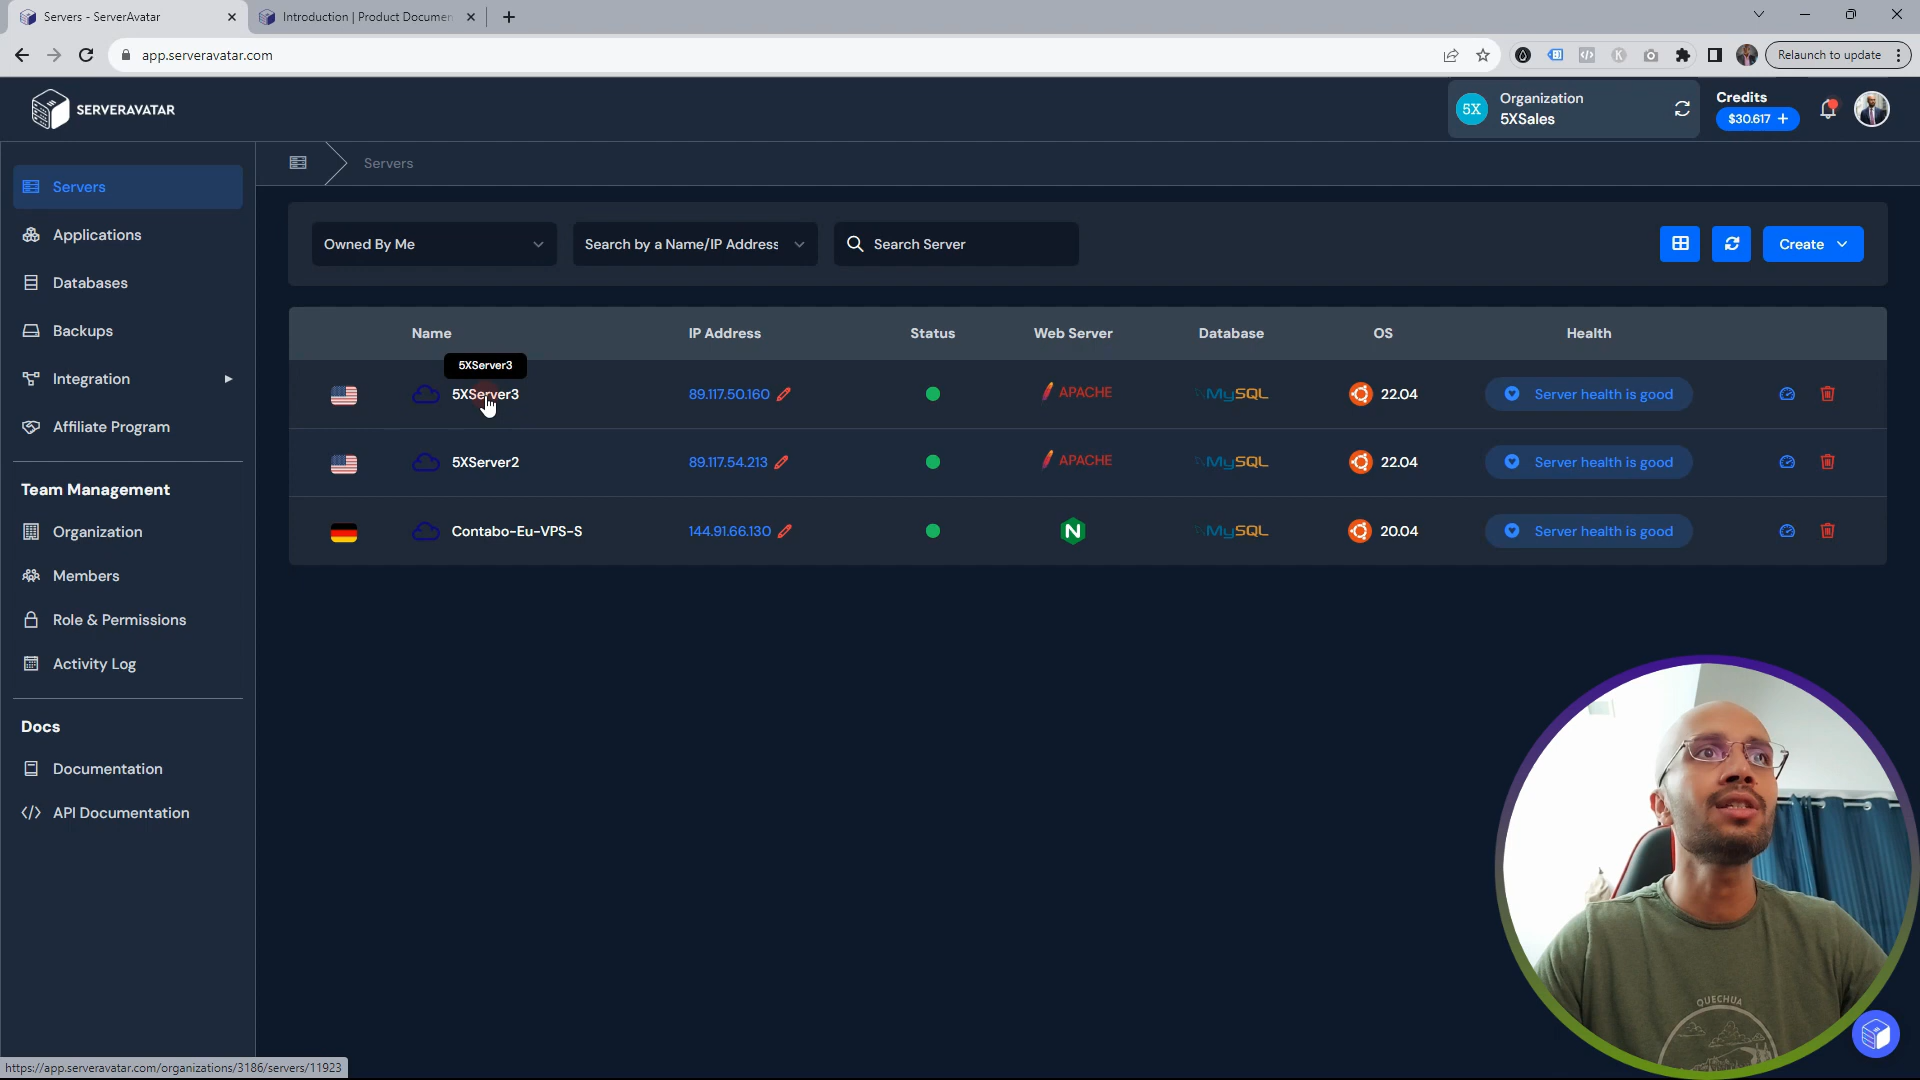 Servers - ServerAvatar
Introduction | Product Documen
app.serveravatar.com
Relaunch to update
SERVERAVATAR
5X
Organization
5XSales
Credits
$30.617 +
Servers
Applications
Databases
Backups
Integration
Affiliate Program
Team Management
Organization
Members
Role & Permissions
Activity Log
Docs
Documentation
API Documentation
Servers
Owned By Me
Search by a Name/IP Address
Search Server
Create
Name IP Address Status Web Server Database OS Health
5XServer3
5XServer3 89.117.50.160 APACHE MySQL 22.04 Server health is good
5XServer2 89.117.54.213 APACHE MySQL 22.04 Server health is good
Contabo-Eu-VPS-S 144.91.66.130 N MySQL 20.04 Server health is good
QUECHUA
https://app.serveravatar.com/organizations/3186/servers/11923